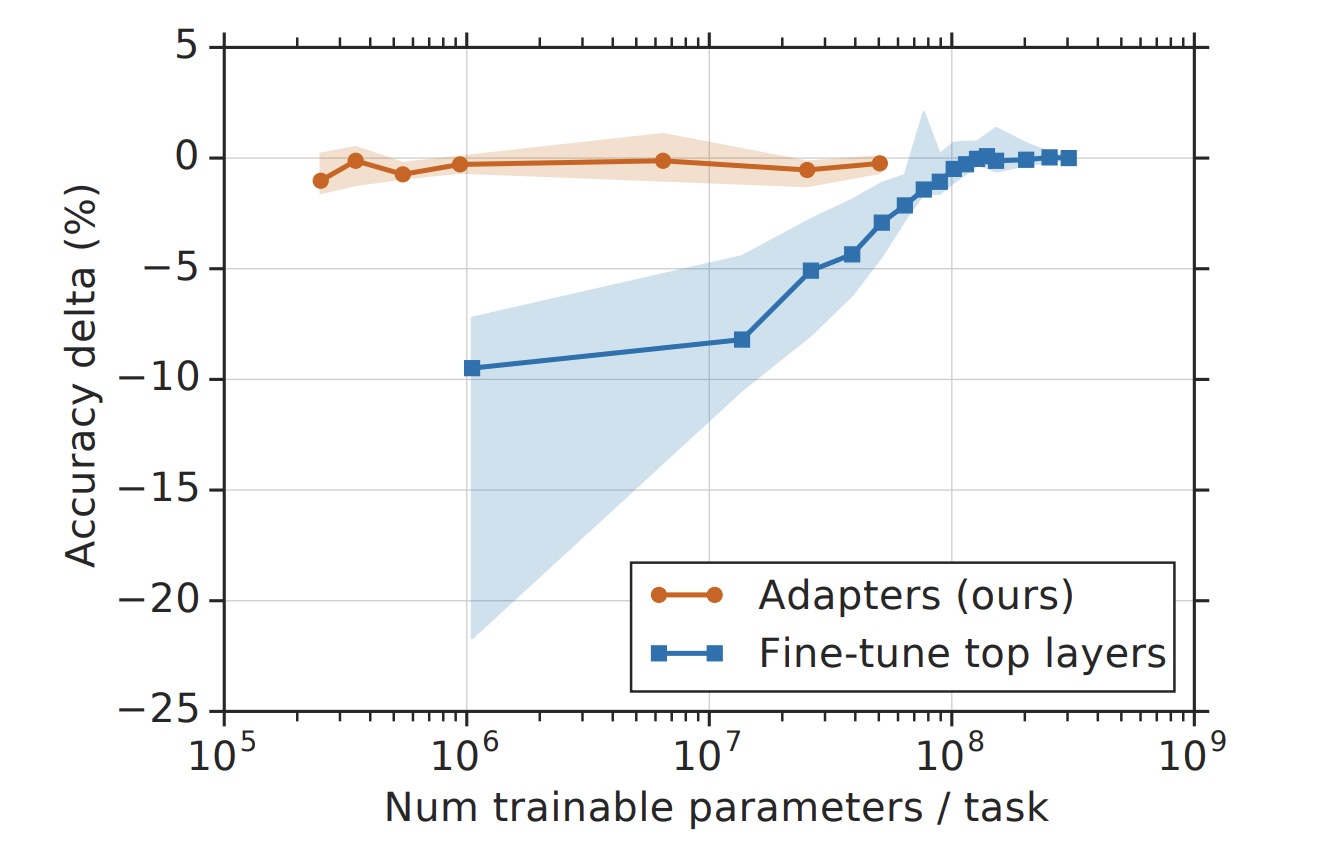 5
0
−5
−10
−15
−20
−25
Accuracy delta (%)
Adapters (ours)
Fine-tune top layers
10^5 10^6 10^7 10^8 10^9
Num trainable parameters / task